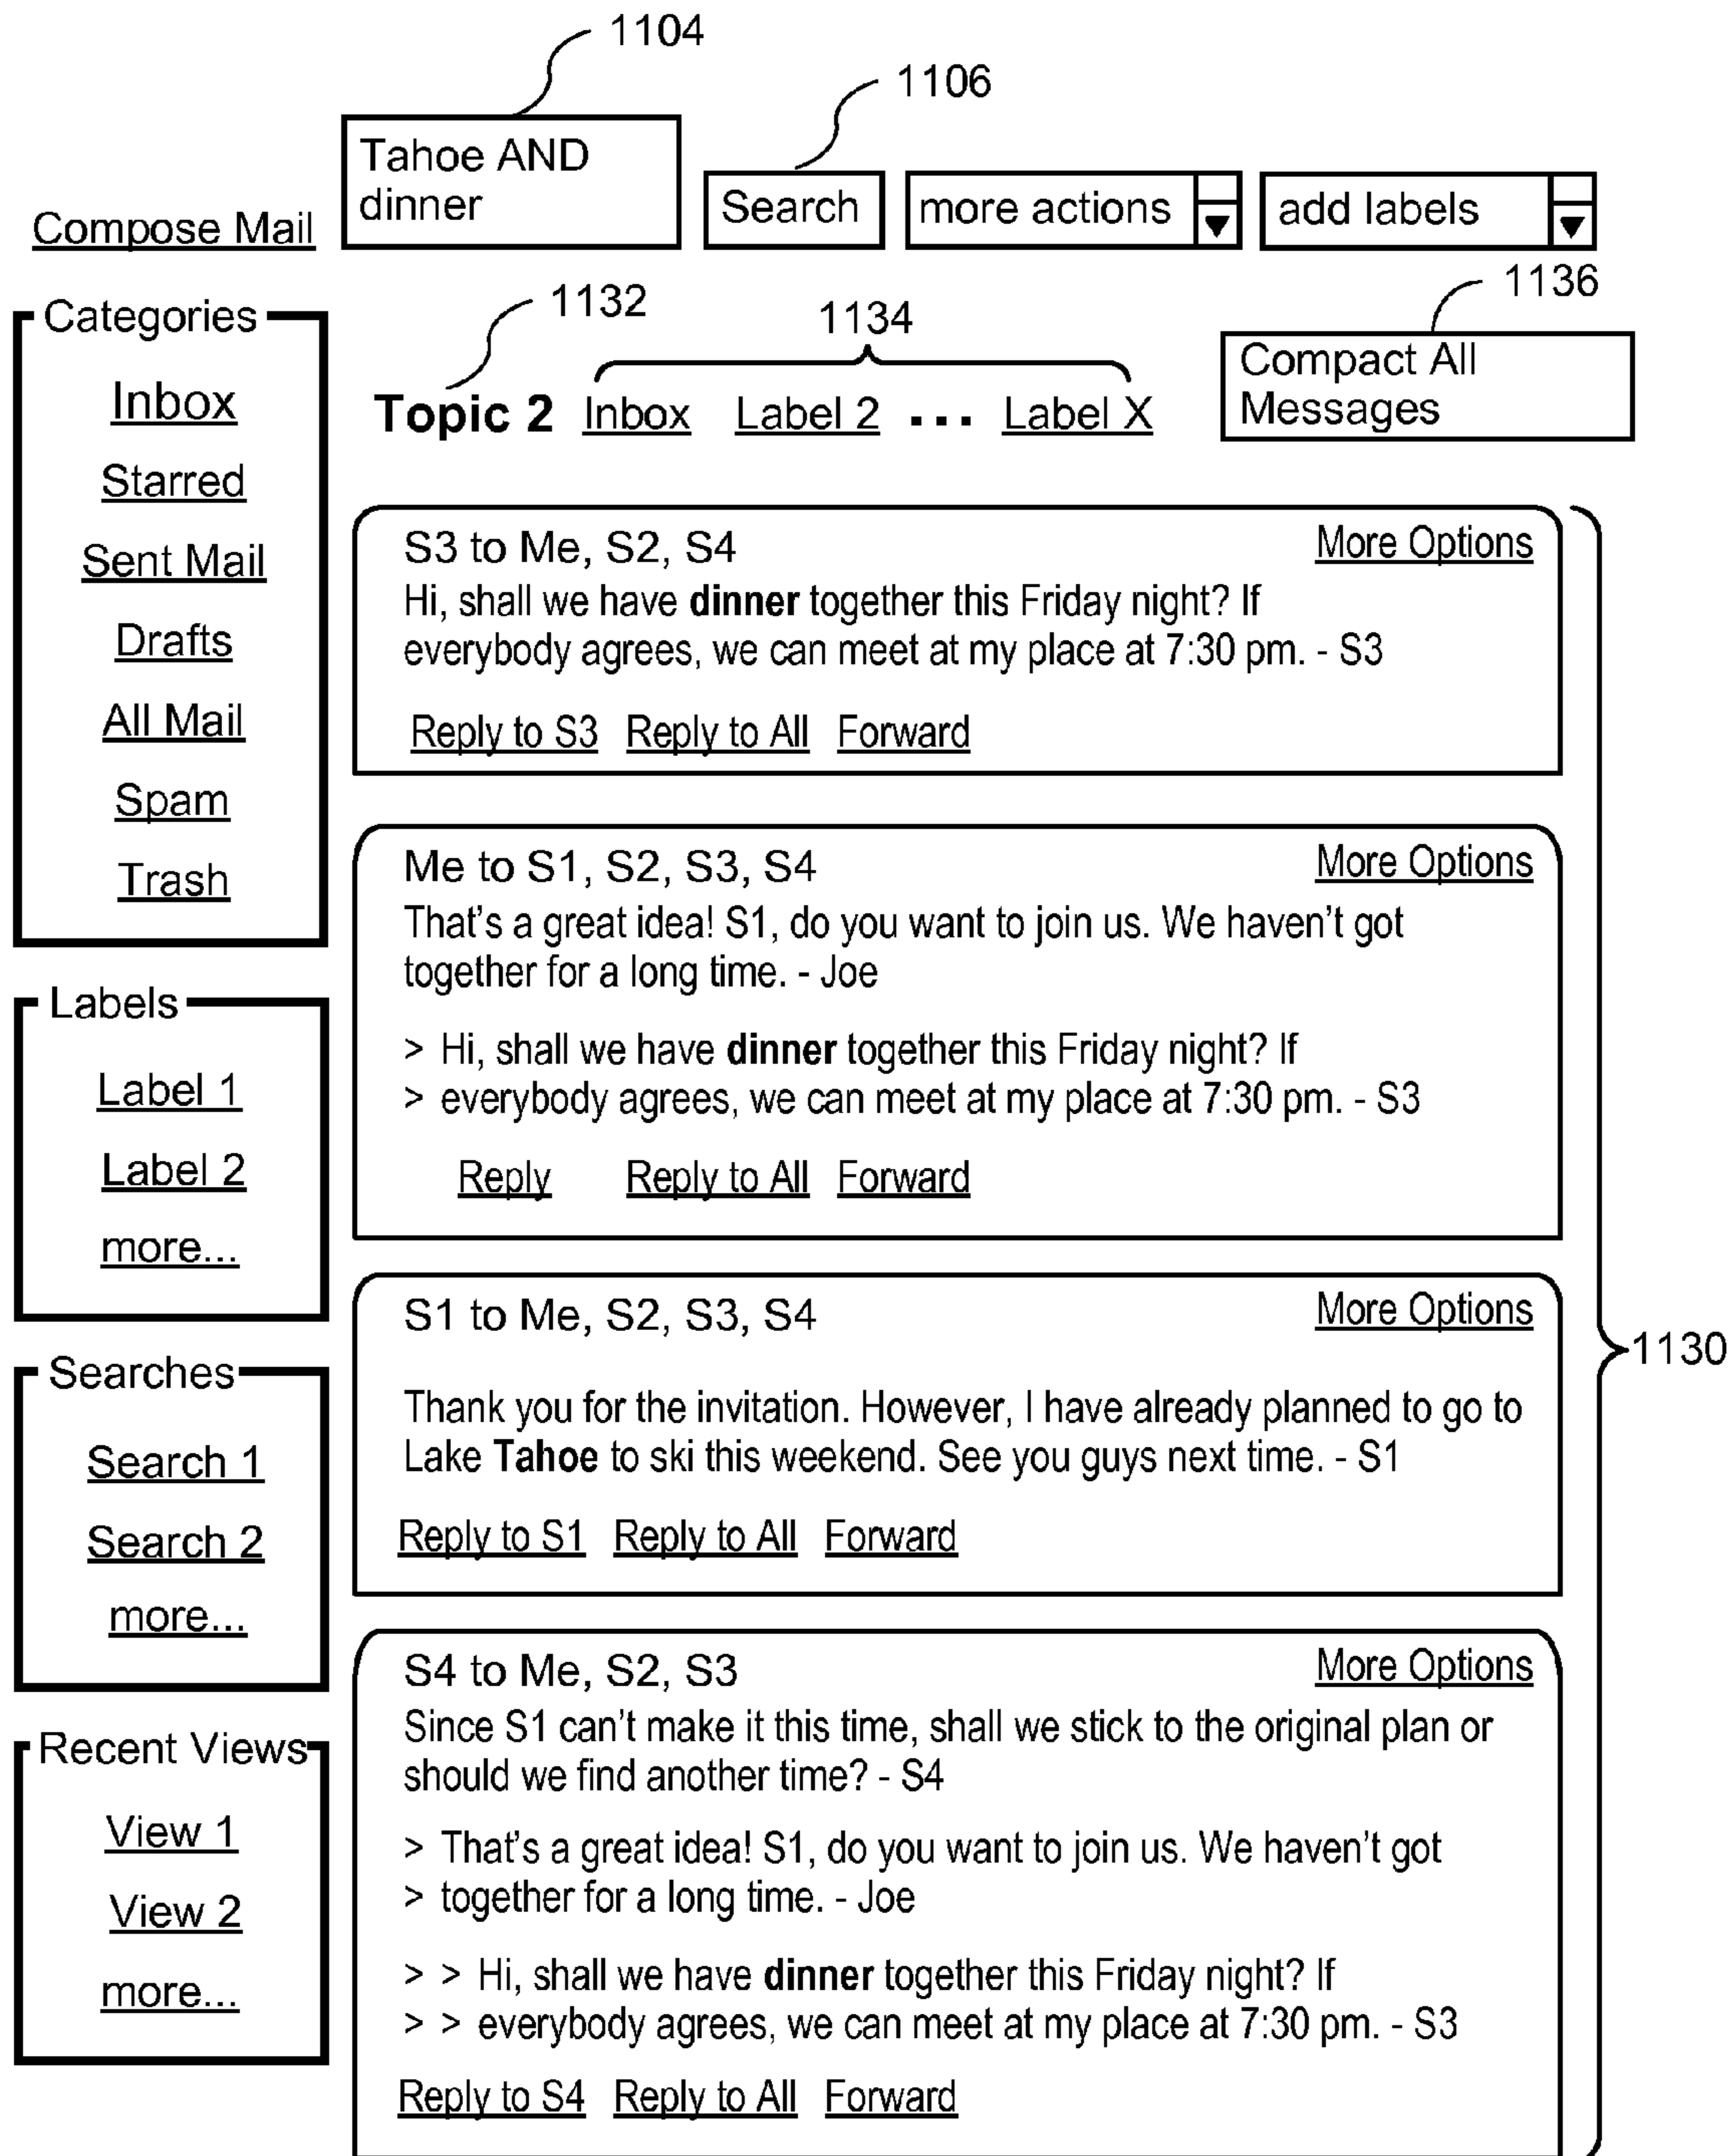 1104
1106
Tahoe AND
dinner
Compose Mail
Search
more actions
add labels
1132
1134
1136
Topic 2 Inbox Label 2 ... Label X
Compact All
Messages
Categories
Inbox
Starred
Sent Mail
Drafts
All Mail
Spam
Trash
Labels
Label 1
Label 2
more...
Searches
Search 1
Search 2
more...
Recent Views
View 1
View 2
more...
S3 to Me, S2, S4 More Options
Hi, shall we have dinner together this Friday night? If
everybody agrees, we can meet at my place at 7:30 pm. - S3
Reply to S3 Reply to All Forward
Me to S1, S2, S3, S4 More Options
That's a great idea! S1, do you want to join us. We haven't got
together for a long time. - Joe
> Hi, shall we have dinner together this Friday night? If
> everybody agrees, we can meet at my place at 7:30 pm. - S3
Reply Reply to All Forward
S1 to Me, S2, S3, S4 More Options
Thank you for the invitation. However, I have already planned to go to
Lake Tahoe to ski this weekend. See you guys next time. - S1
Reply to S1 Reply to All Forward
1130
S4 to Me, S2, S3 More Options
Since S1 can't make it this time, shall we stick to the original plan or
should we find another time? - S4
> That's a great idea! S1, do you want to join us. We haven't got
> together for a long time. - Joe
> > Hi, shall we have dinner together this Friday night? If
> > everybody agrees, we can meet at my place at 7:30 pm. - S3
Reply to S4 Reply to All Forward